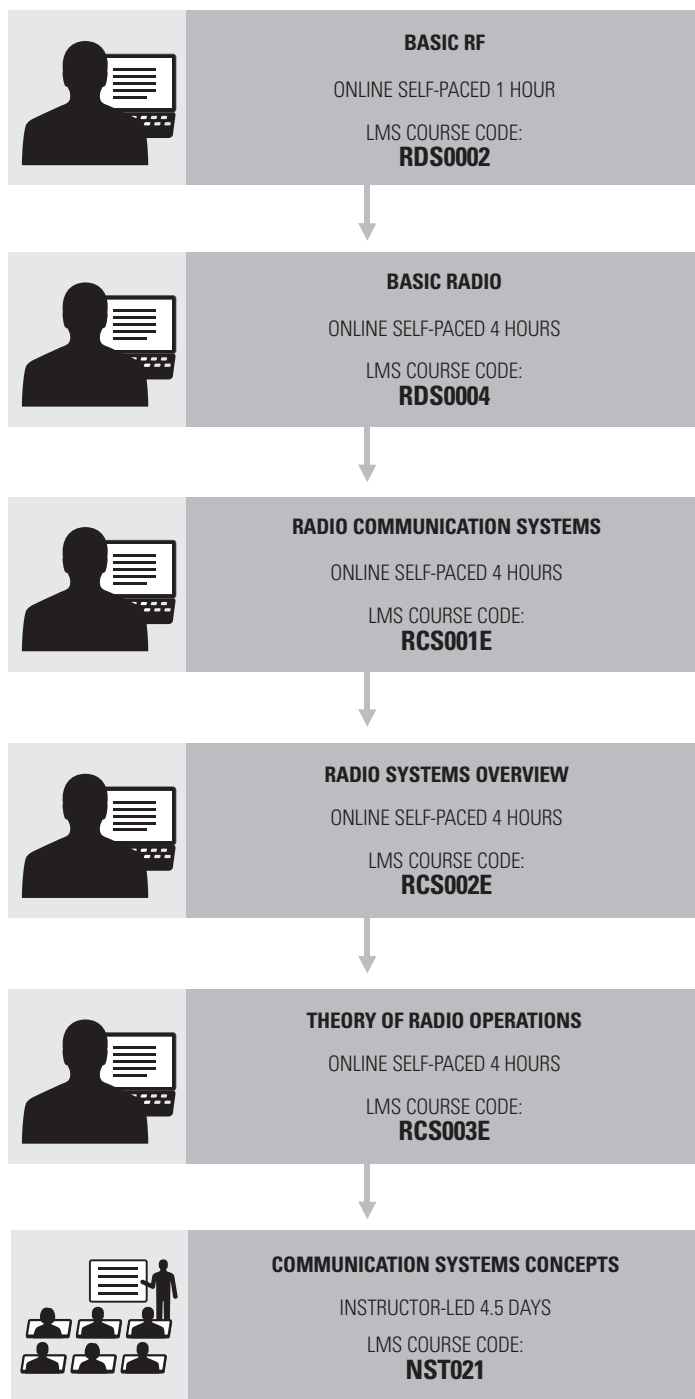 BASIC RF
ONLINE SELF-PACED 1 HOUR
LMS COURSE CODE:
RDS0002
BASIC RADIO
ONLINE SELF-PACED 4 HOURS
LMS COURSE CODE:
RDS0004
RADIO COMMUNICATION SYSTEMS
ONLINE SELF-PACED 4 HOURS
LMS COURSE CODE:
RCS001E
RADIO SYSTEMS OVERVIEW
ONLINE SELF-PACED 4 HOURS
LMS COURSE CODE:
RCS002E
THEORY OF RADIO OPERATIONS
ONLINE SELF-PACED 4 HOURS
LMS COURSE CODE:
RCS003E
COMMUNICATION SYSTEMS CONCEPTS
INSTRUCTOR-LED 4.5 DAYS
LMS COURSE CODE:
NST021